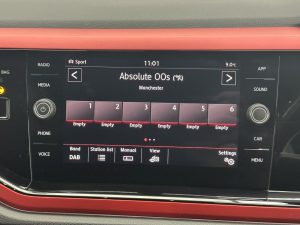 Sport 11:01 9.0°C
RADIO
MEDIA
PHONE
VOICE
Absolute 00s
Manchester
1 2 3 4 5 6
Empty Empty Empty Empty Empty Empty
Band Station list Manual View Settings
DAB
APP
SOUND
CAR
MENU